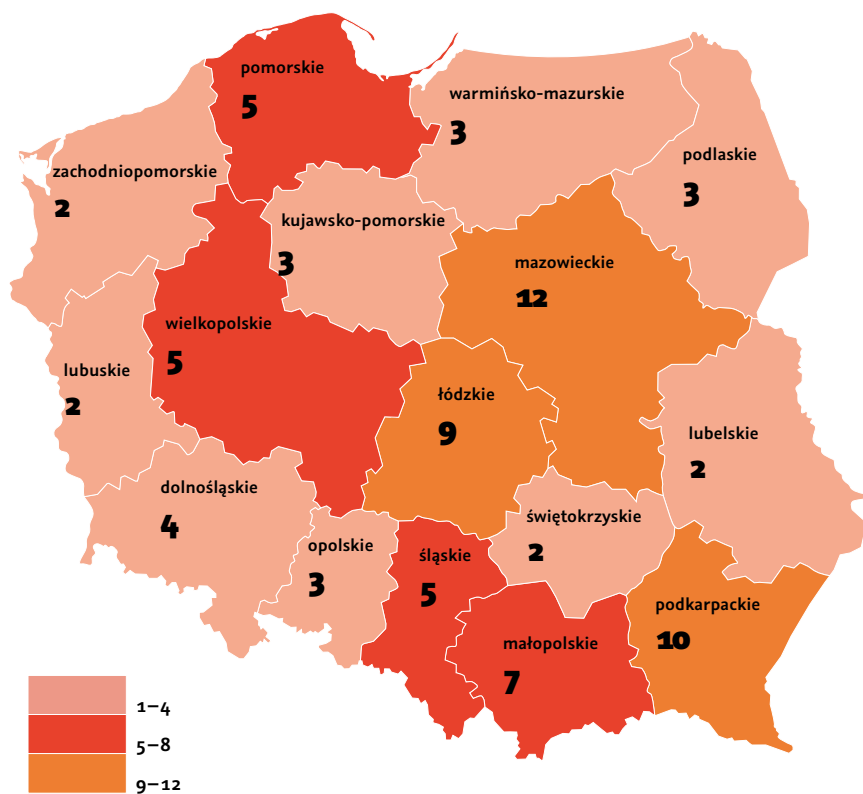 pomorskie
5
warmińsko-mazurskie
3
podlaskie
3
zachodniopomorskie
2
kujawsko-pomorskie
3
mazowieckie
12
wielkopolskie
5
lubuskie
2
łódzkie
9
lubelskie
2
dolnośląskie
4
opolskie
3
śląskie
5
świętokrzyskie
2
małopolskie
7
podkarpackie
10
1–4
5–8
9–12